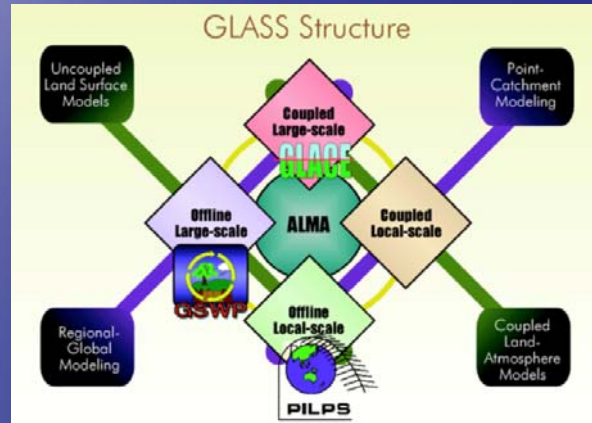 GLASS Structure
Uncoupled
Land Surface
Models
Point-
Catchment
Modeling
Coupled
Large-scale
GLACE
Offline
Large-scale
ALMA
Coupled
Local-scale
GSWP
Offline
Local-scale
Regional-
Global
Modeling
Coupled
Land-
Atmosphere
Models
PILPS